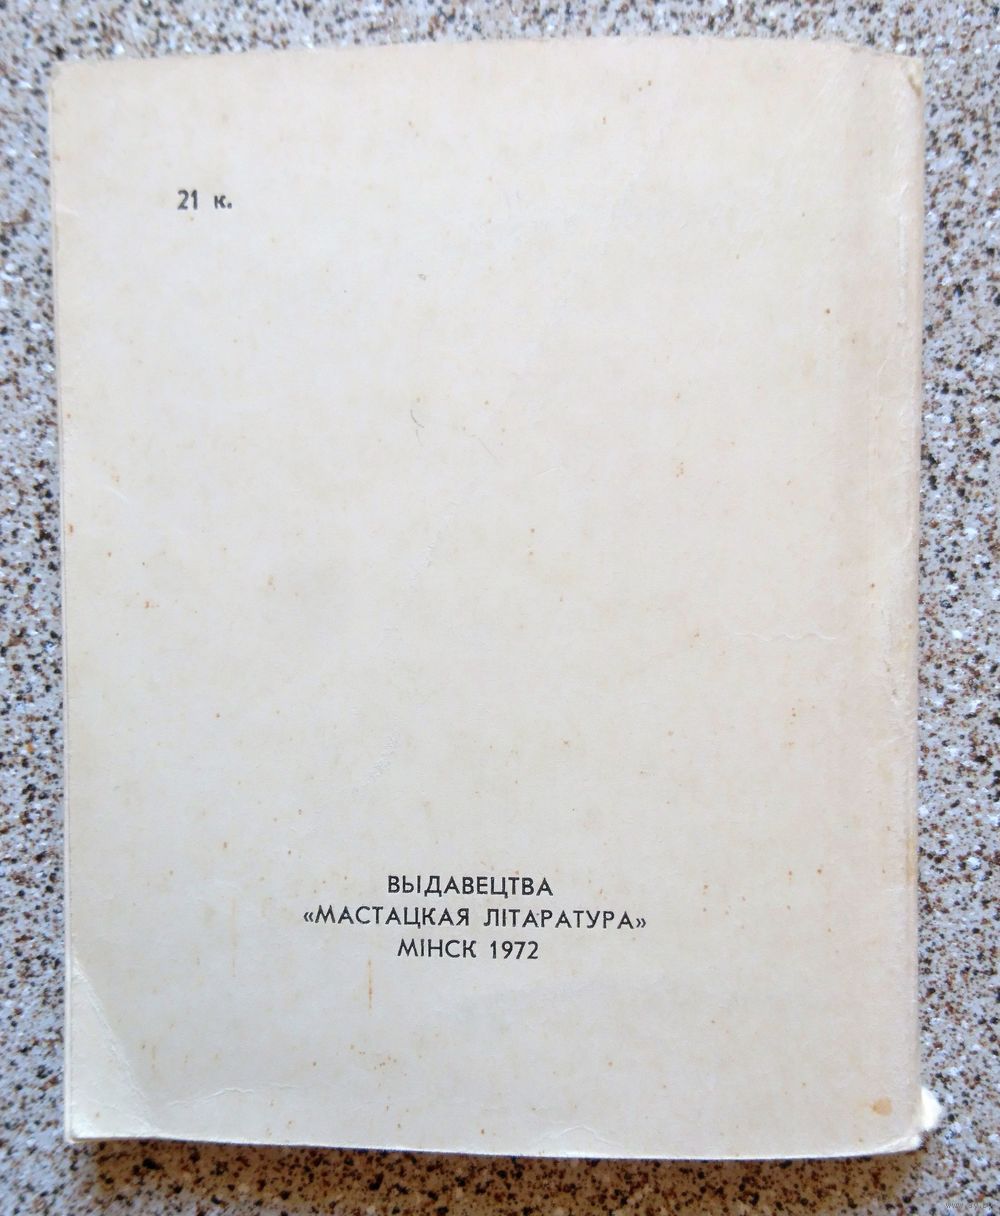 21 к.
ВЫДАВЕЦТВА
«МАСТАЦКАЯ ЛІТАРАТУРА»
МІНСК 1972